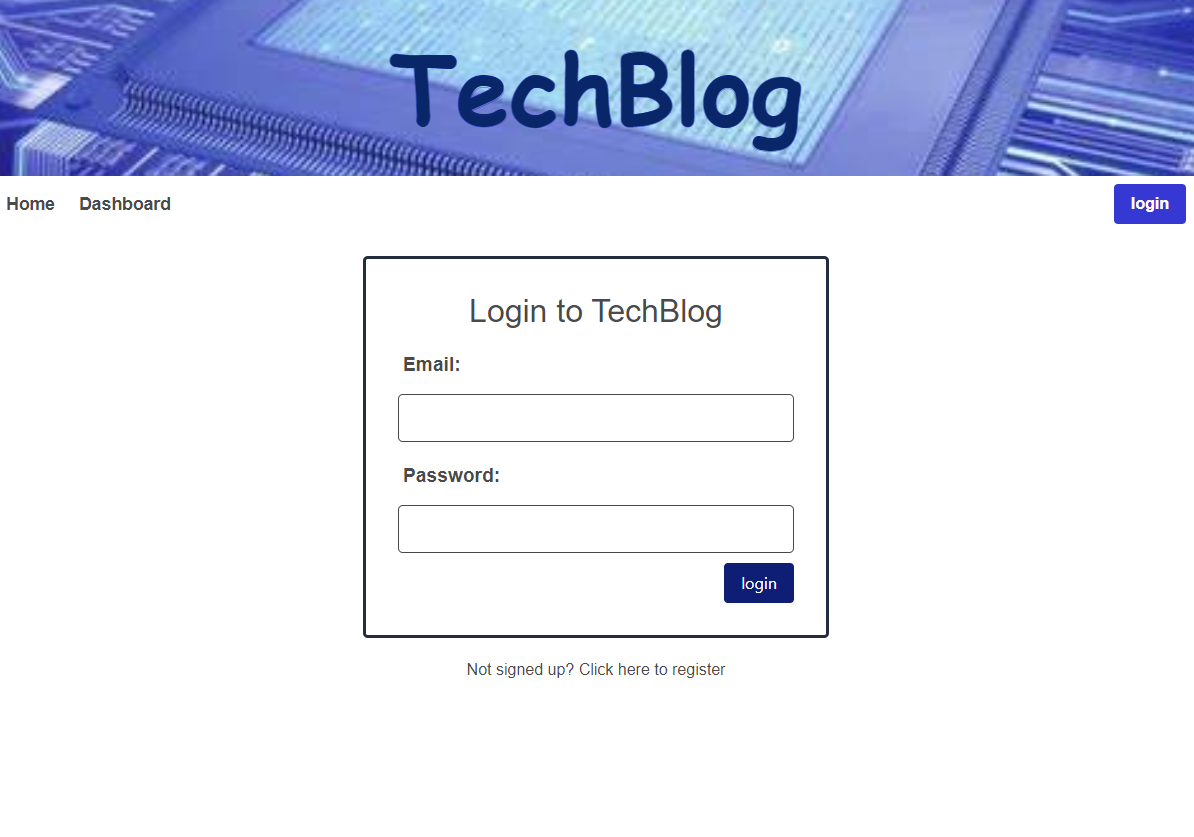 TechBlog
Home Dashboard login
Login to TechBlog
Email:
Password:
login
Not signed up? Click here to register